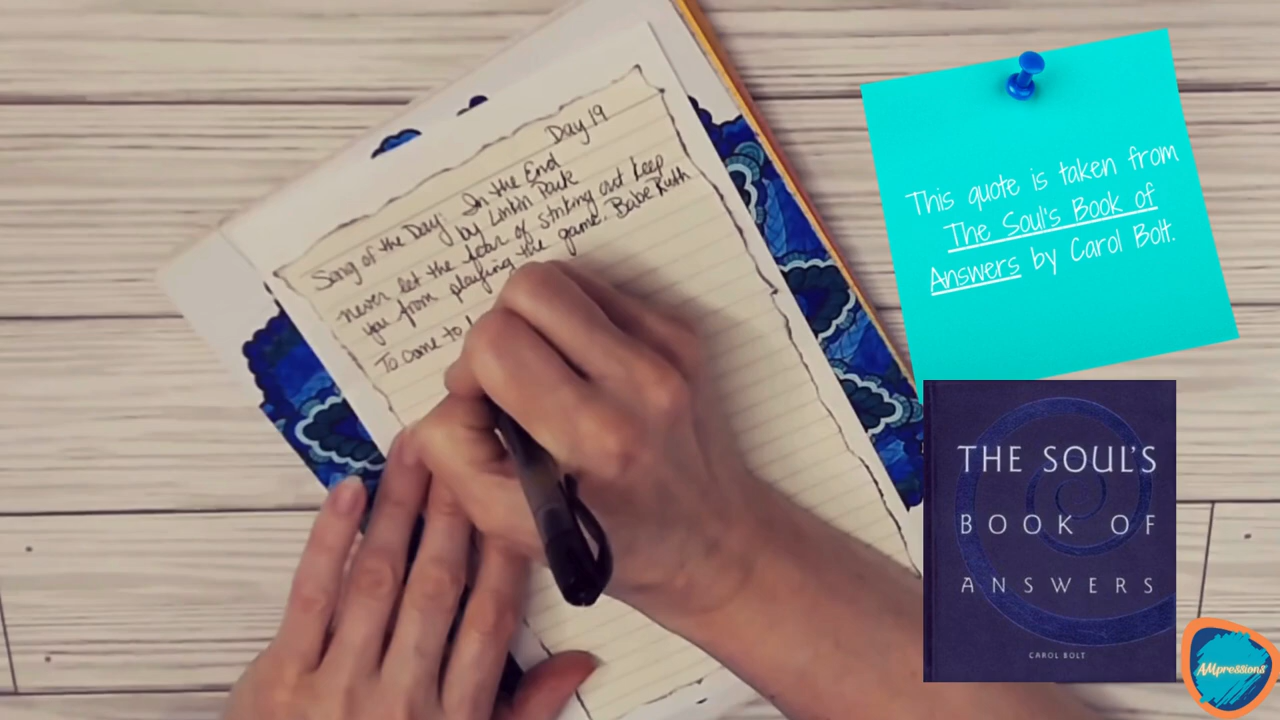 Day 19
Song of the Day: In the End
by Linkin Park
never let the fear of striking out keep
you from playing the game. Babe Ruth
To come to
This quote is taken from
The Soul's Book of
Answers by Carol Bolt.
THE SOUL'S
BOOK OF
ANSWERS
CAROL BOLT
AMpressions